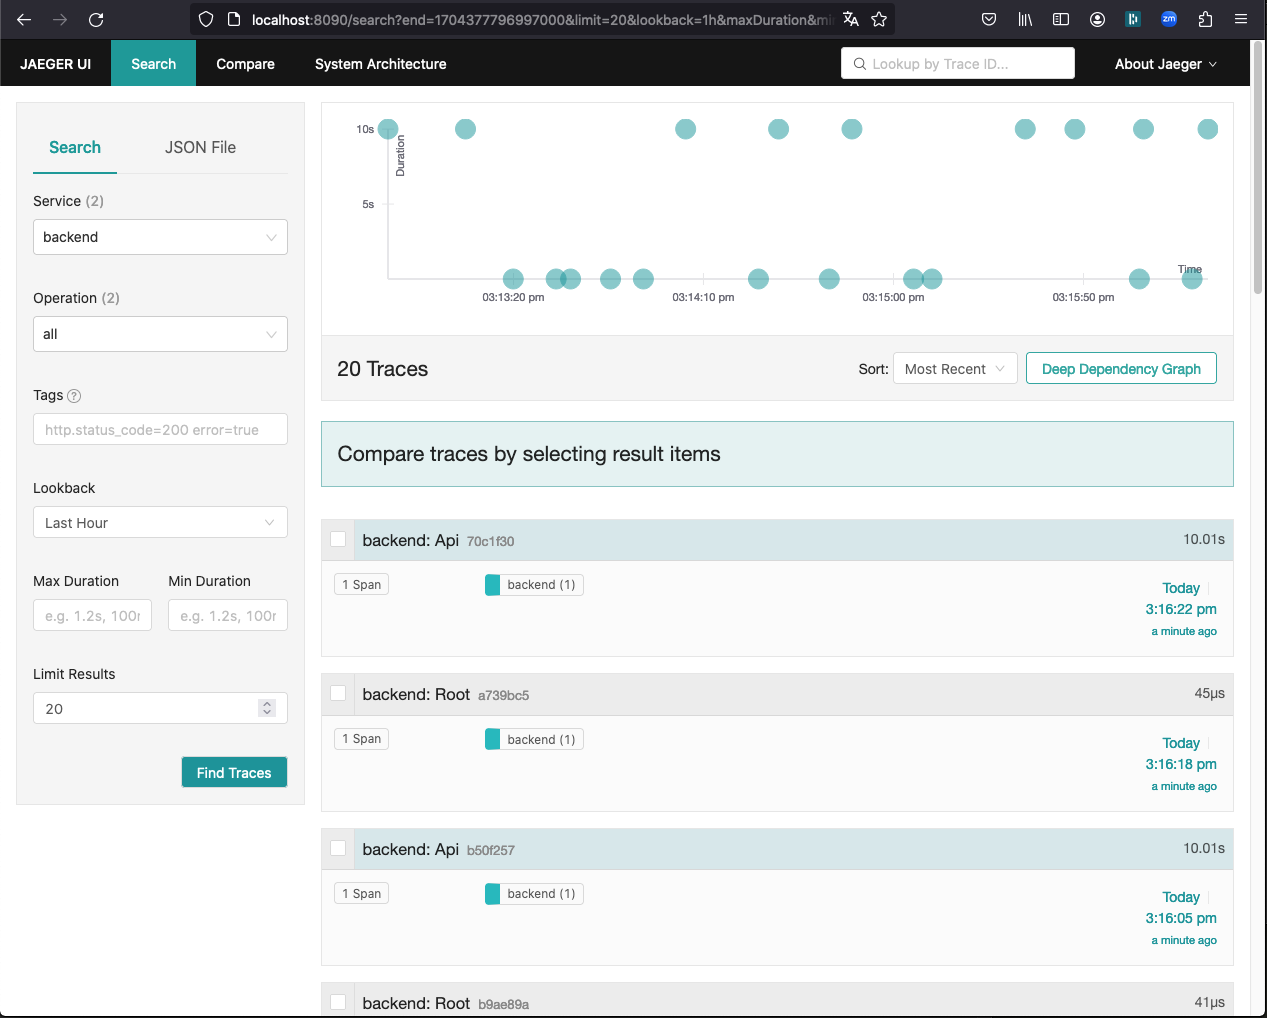 localhost:8090/search?end=1704377796997000&limit=20&lookback=1h&maxDuration&mi
JAEGER UI
Search
Compare
System Architecture
Lookup by Trace ID...
About Jaeger
Search
JSON File
Service (2)
backend
Operation (2)
all
Tags ?
http.status_code=200 error=true
Lookback
Last Hour
Max Duration
Min Duration
e.g. 1.2s, 100
e.g. 1.2s, 100
Limit Results
20
Find Traces
10s
Duration
5s
Time
03:13:20 pm
03:14:10 pm
03:15:00 pm
03:15:50 pm
20 Traces
Sort:
Most Recent
Deep Dependency Graph
Compare traces by selecting result items
backend: Api 70c1f30
10.01s
1 Span
backend (1)
Today
3:16:22 pm
a minute ago
backend: Root a739bc5
45μs
1 Span
backend (1)
Today
3:16:18 pm
a minute ago
backend: Api b50f257
10.01s
1 Span
backend (1)
Today
3:16:05 pm
a minute ago
backend: Root b9ae89a
41μs